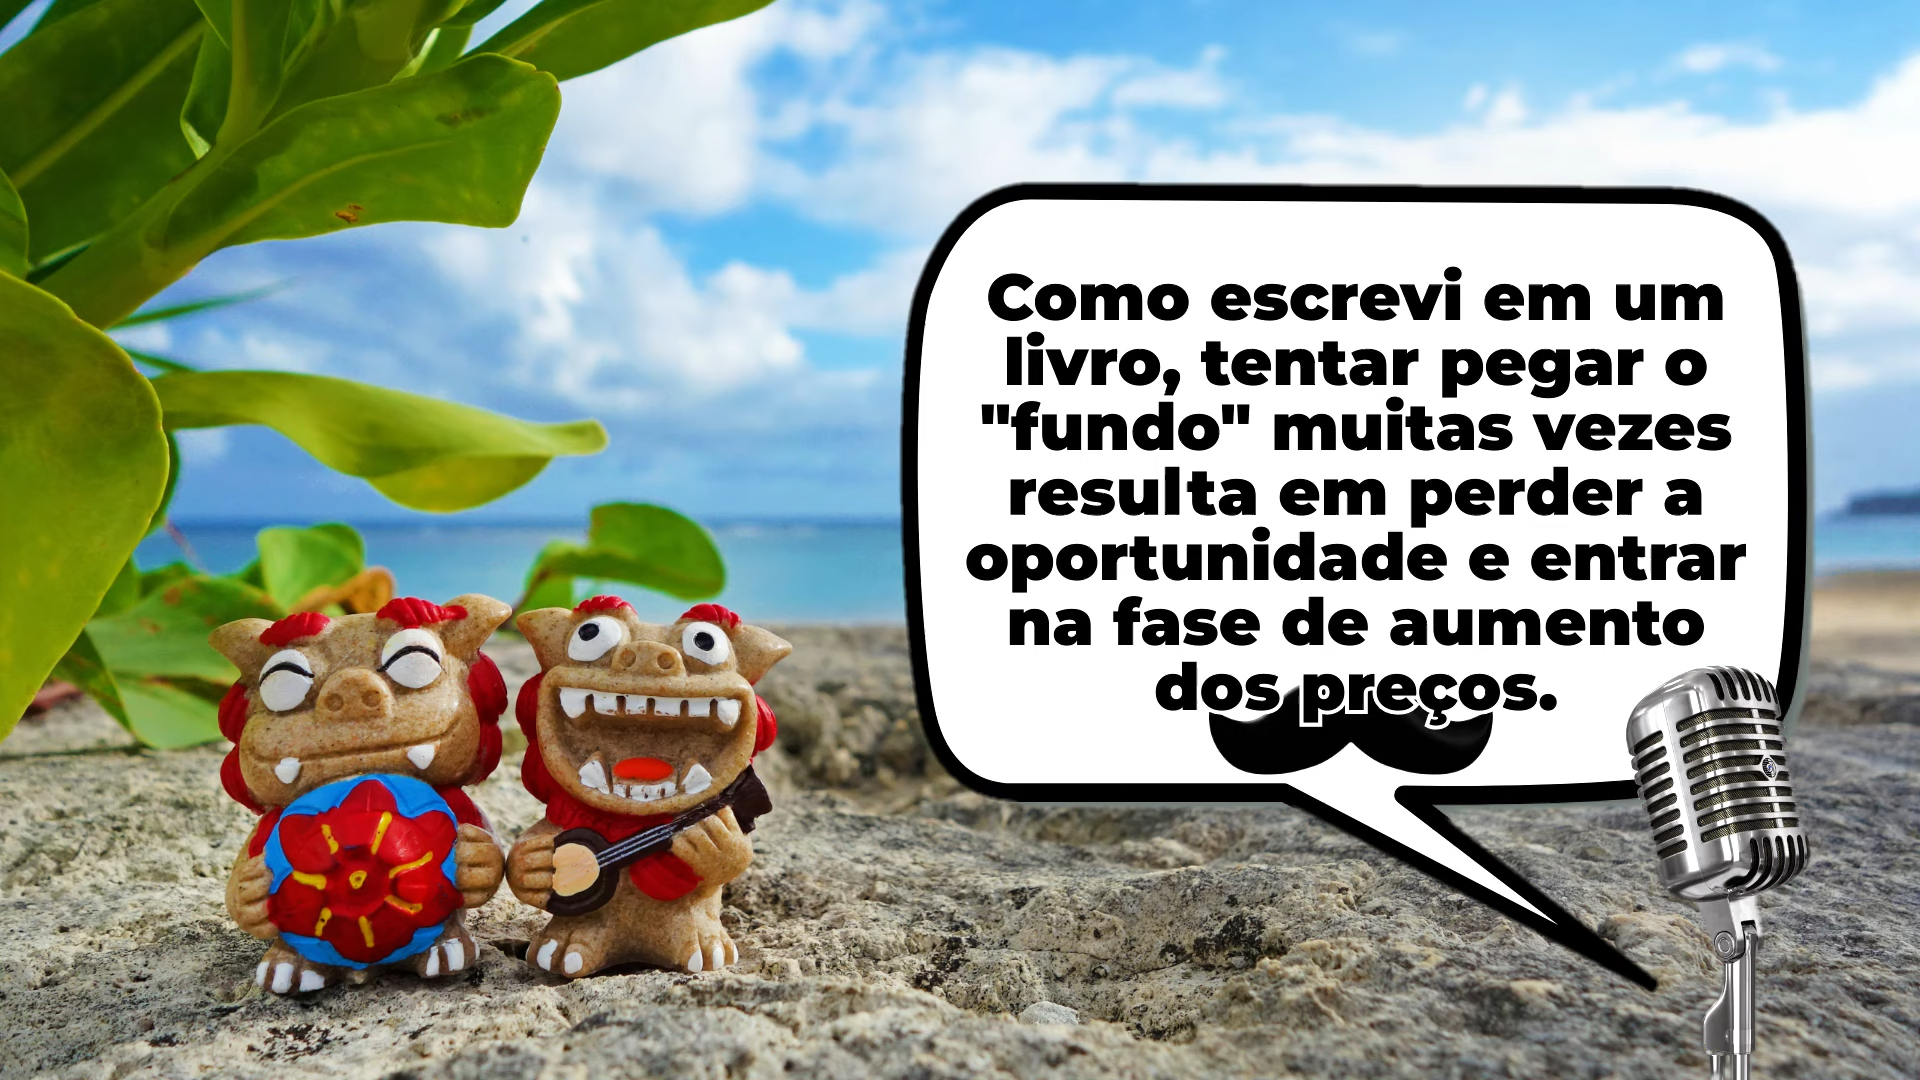 Como escrevi em um
livro, tentar pegar o
"fundo" muitas vezes
resulta em perder a
oportunidade e entrar
na fase de aumento
dos preços.